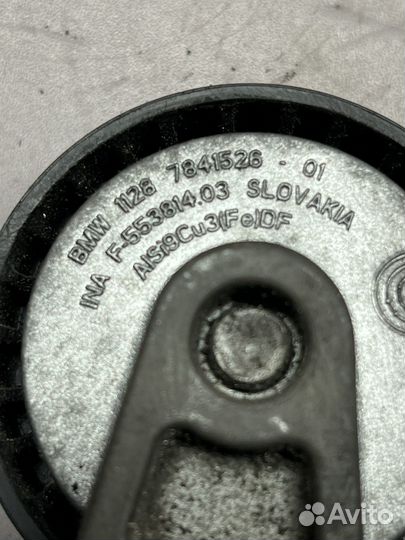 BMW 1128 7841526 - 01
INA F-553814.03 SLOVAKIA
AlSi9Cu3(Fe)DF
Avito